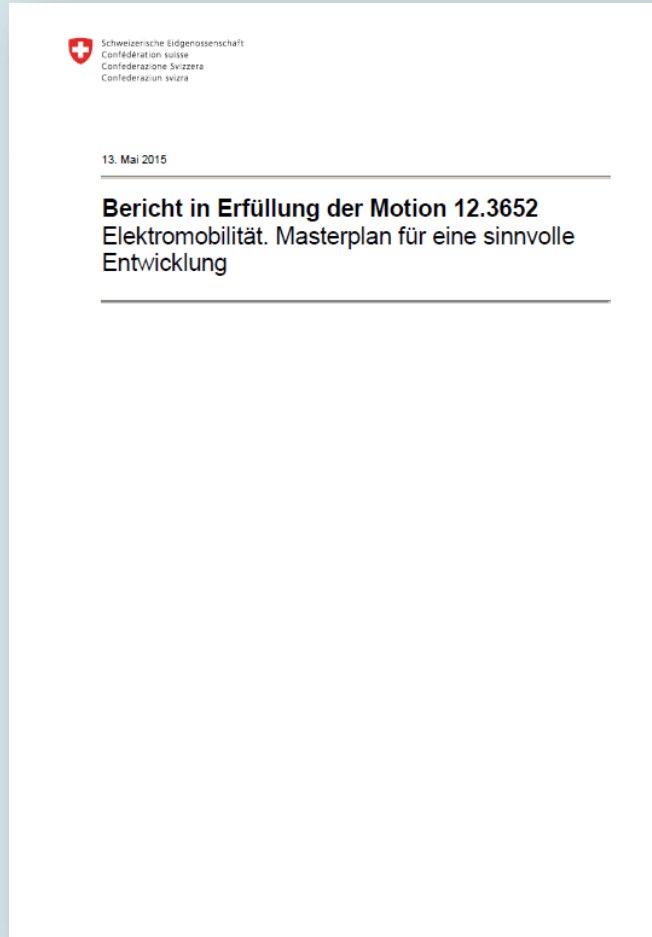 Schweizerische Eidgenossenschaft
Confédération suisse
Confederazione Svizzera
Confederaziun svizra
13. Mai 2015
Bericht in Erfüllung der Motion 12.3652
Elektromobilität. Masterplan für eine sinnvolle
Entwicklung